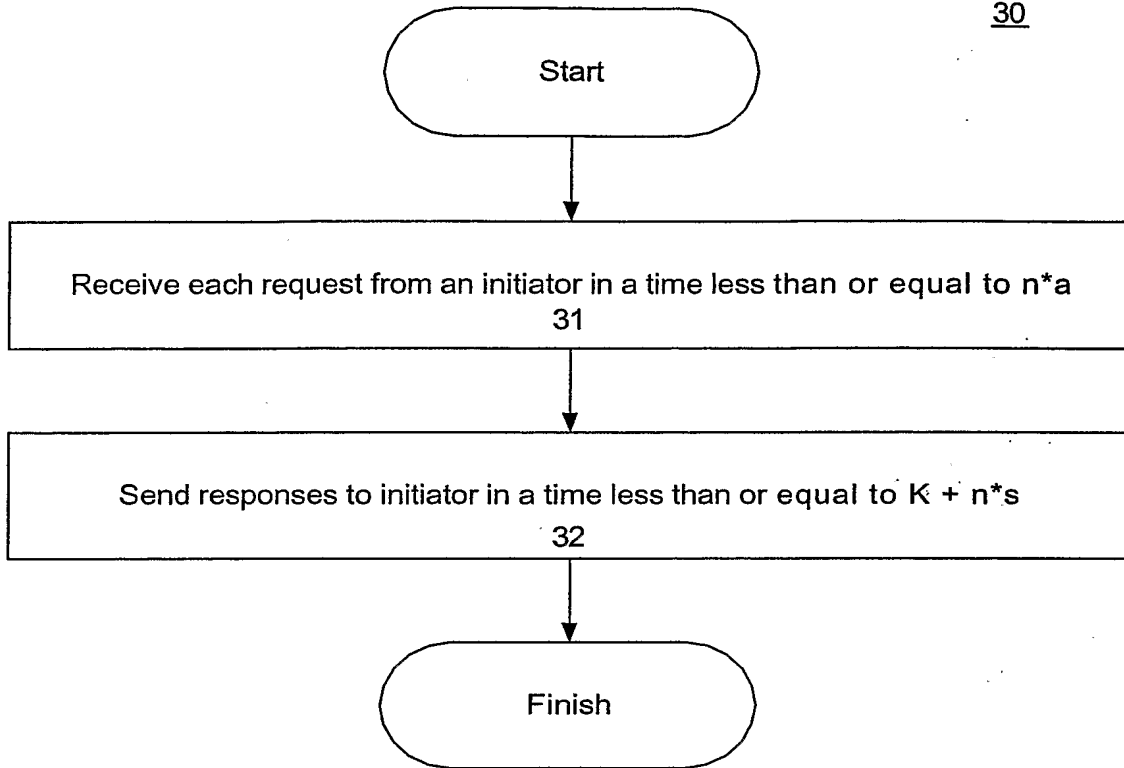 30
Start
Receive each request from an initiator in a time less than or equal to n*a
31
Send responses to initiator in a time less than or equal to K + n*s
32
Finish